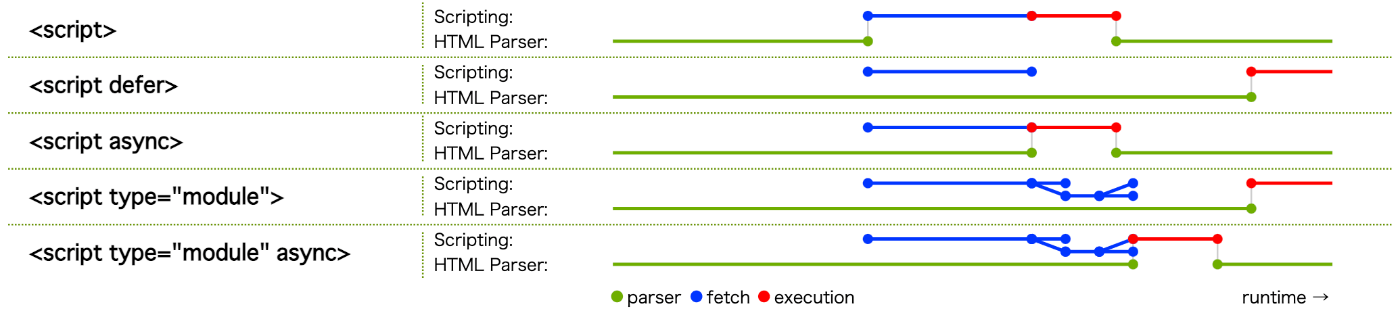 <script>
Scripting:
HTML Parser:
<script defer>
Scripting:
HTML Parser:
<script async>
Scripting:
HTML Parser:
<script type="module">
Scripting:
HTML Parser:
<script type="module" async>
Scripting:
HTML Parser:
parser fetch execution runtime →